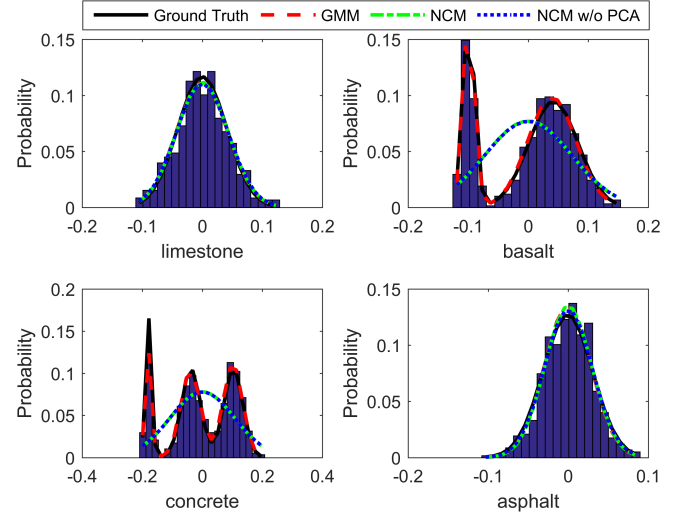 Ground Truth GMM NCM NCM w/o PCA
0.15
0.1
0.05
0
Probability
-0.2 -0.1 0 0.1 0.2
limestone
0.15
0.1
0.05
0
Probability
-0.2 -0.1 0 0.1 0.2
basalt
0.2
0.15
0.1
0.05
0
Probability
-0.4 -0.2 0 0.2 0.4
concrete
0.15
0.1
0.05
0
Probability
-0.1 0 0.1
asphalt